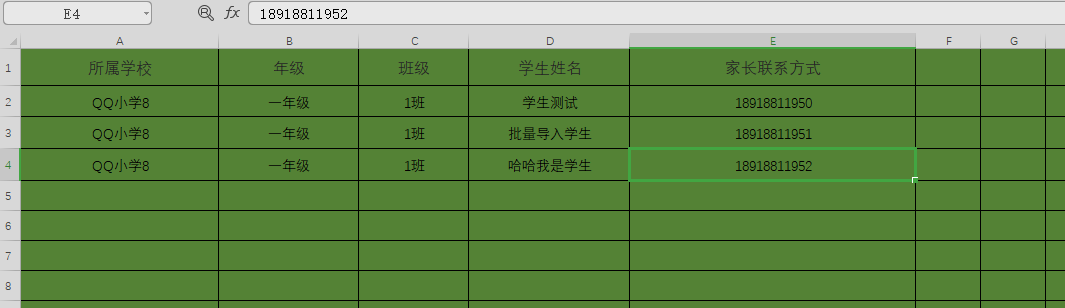 E4 fx 18918811952
A B C D E F G
1 所属学校 年级 班级 学生姓名 家长联系方式
2 QQ小学8 一年级 1班 学生测试 18918811950
3 QQ小学8 一年级 1班 批量导入学生 18918811951
4 QQ小学8 一年级 1班 哈哈我是学生 18918811952
5
6
7
8